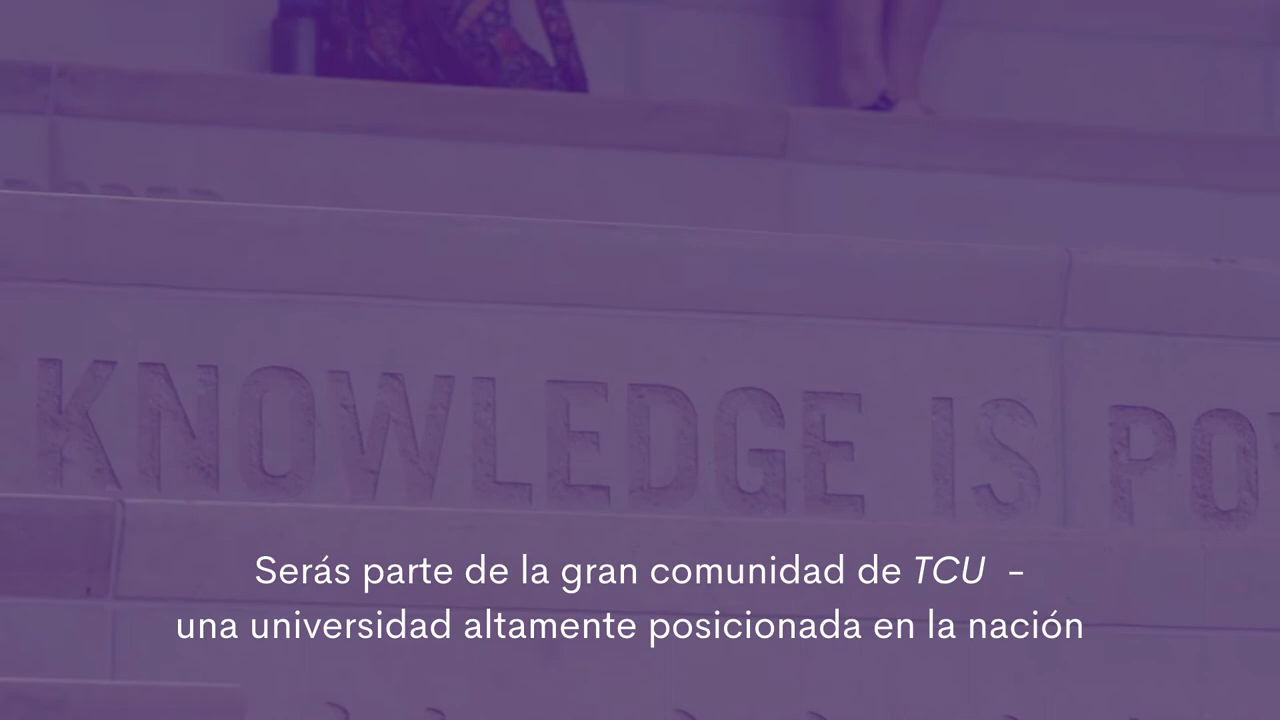 KNOWLEDGE IS
Serás parte de la gran comunidad de TCU -
una universidad altamente posicionada en la nación